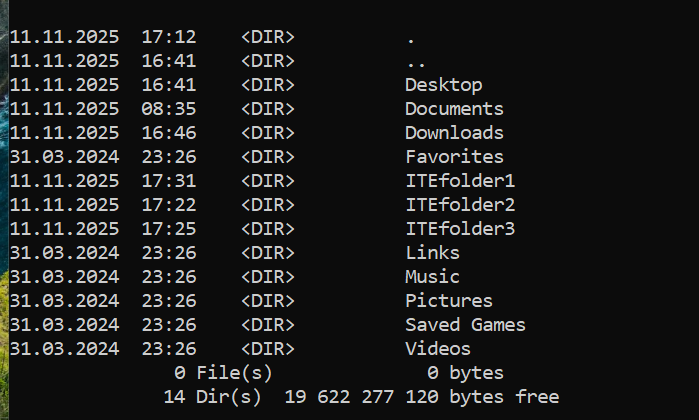 11.11.2025  17:12    <DIR>          .
11.11.2025  16:41    <DIR>          ..
11.11.2025  16:41    <DIR>          Desktop
11.11.2025  08:35    <DIR>          Documents
11.11.2025  16:46    <DIR>          Downloads
31.03.2024  23:26    <DIR>          Favorites
11.11.2025  17:31    <DIR>          ITEfolder1
11.11.2025  17:22    <DIR>          ITEfolder2
11.11.2025  17:25    <DIR>          ITEfolder3
31.03.2024  23:26    <DIR>          Links
31.03.2024  23:26    <DIR>          Music
31.03.2024  23:26    <DIR>          Pictures
31.03.2024  23:26    <DIR>          Saved Games
31.03.2024  23:26    <DIR>          Videos
               0 File(s)              0 bytes
              14 Dir(s)  19 622 277 120 bytes free